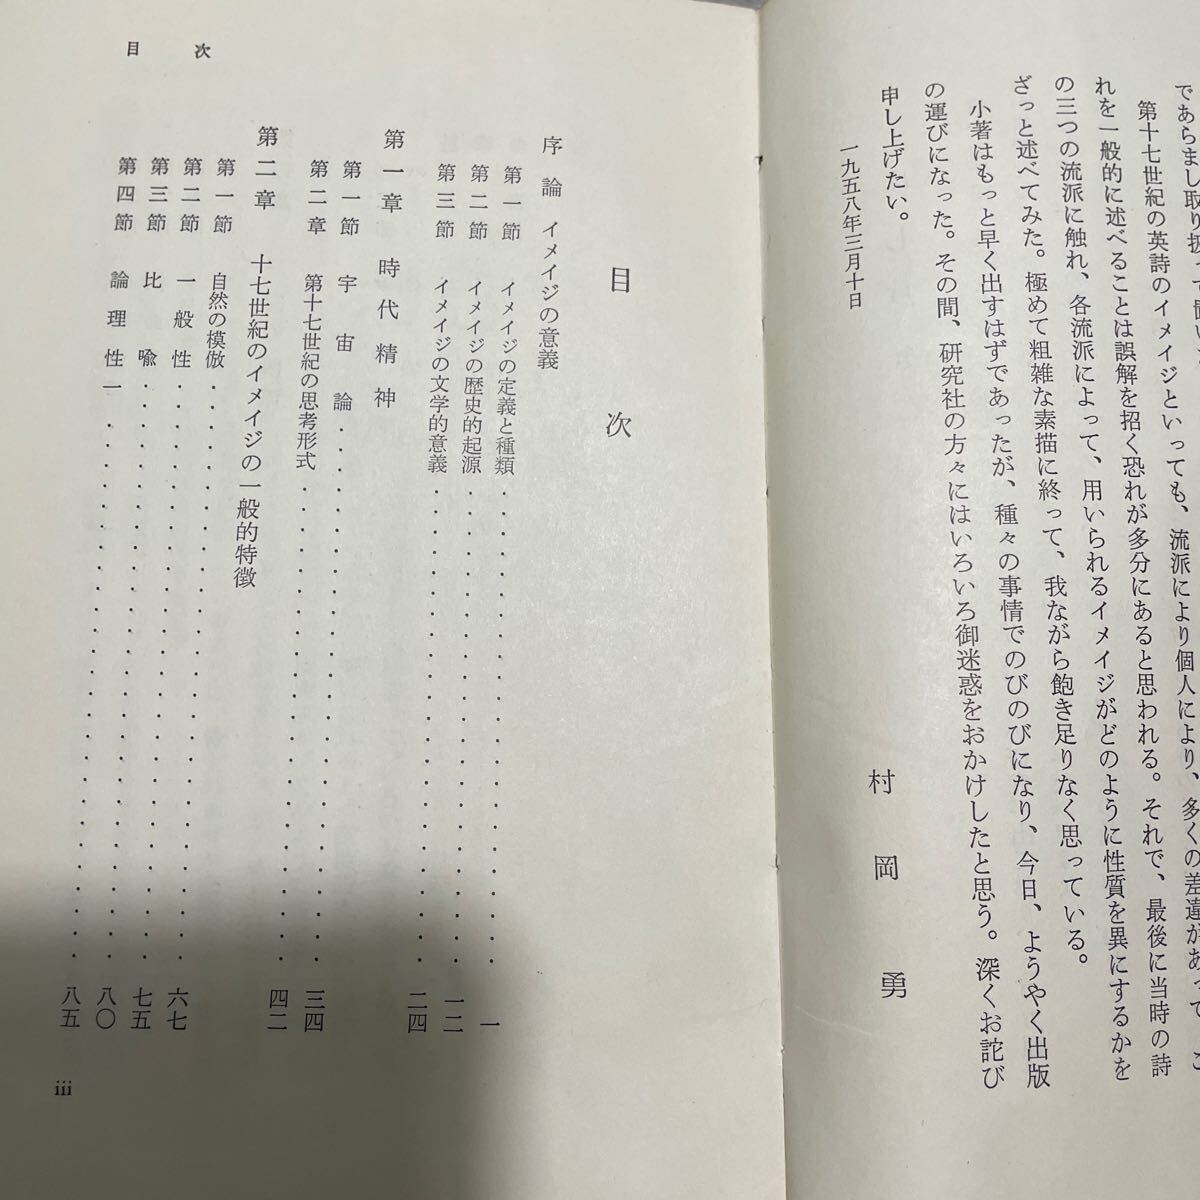 であらまし取り扱って
第十七世紀の英詩のイメイジといっても、流派により個人により、多くの差違があって、こ
れを一般的に述べることは誤解を招く恐れが多分にあると思われる。それで、最後に当時の詩
の三つの流派に触れ、各流派によって、用いられるイメイジがどのように性質を異にするかを
ざっと述べてみた。極めて粗雑な素描に終って、我ながら飽き足りなく思っている。
小著はもっと早く出すはずであったが、種々の事情でのびのびになり、今日、ようやく出版
の運びになった。その間、研究社の方々にはいろいろ御迷惑をおかけしたと思う。深くお詫び
申し上げたい。
一九五八年三月十日
村岡勇
目次
目次
序論 イメイジの意義
第一節 イメイジの定義と種類・・・・・・・・・・一
第二節 イメイジの歴史的起源・・・・・・・・・・一二
第三節 イメイジの文学的意義・・・・・・・・・・二四
第一章 時代精神
第一節 宇宙論・・・・・・・・・・三四
第二章 第十七世紀の思考形式・・・・・・・・・・四二
第二章 十七世紀のイメイジの一般的特徴
第一節 自然の模倣・・・・・・・・・・六七
第二節 一般性・・・・・・・・・・七五
第三節 比喩・・・・・・・・・・八〇
第四節 論理性・・・・・・・・・・八五
iii